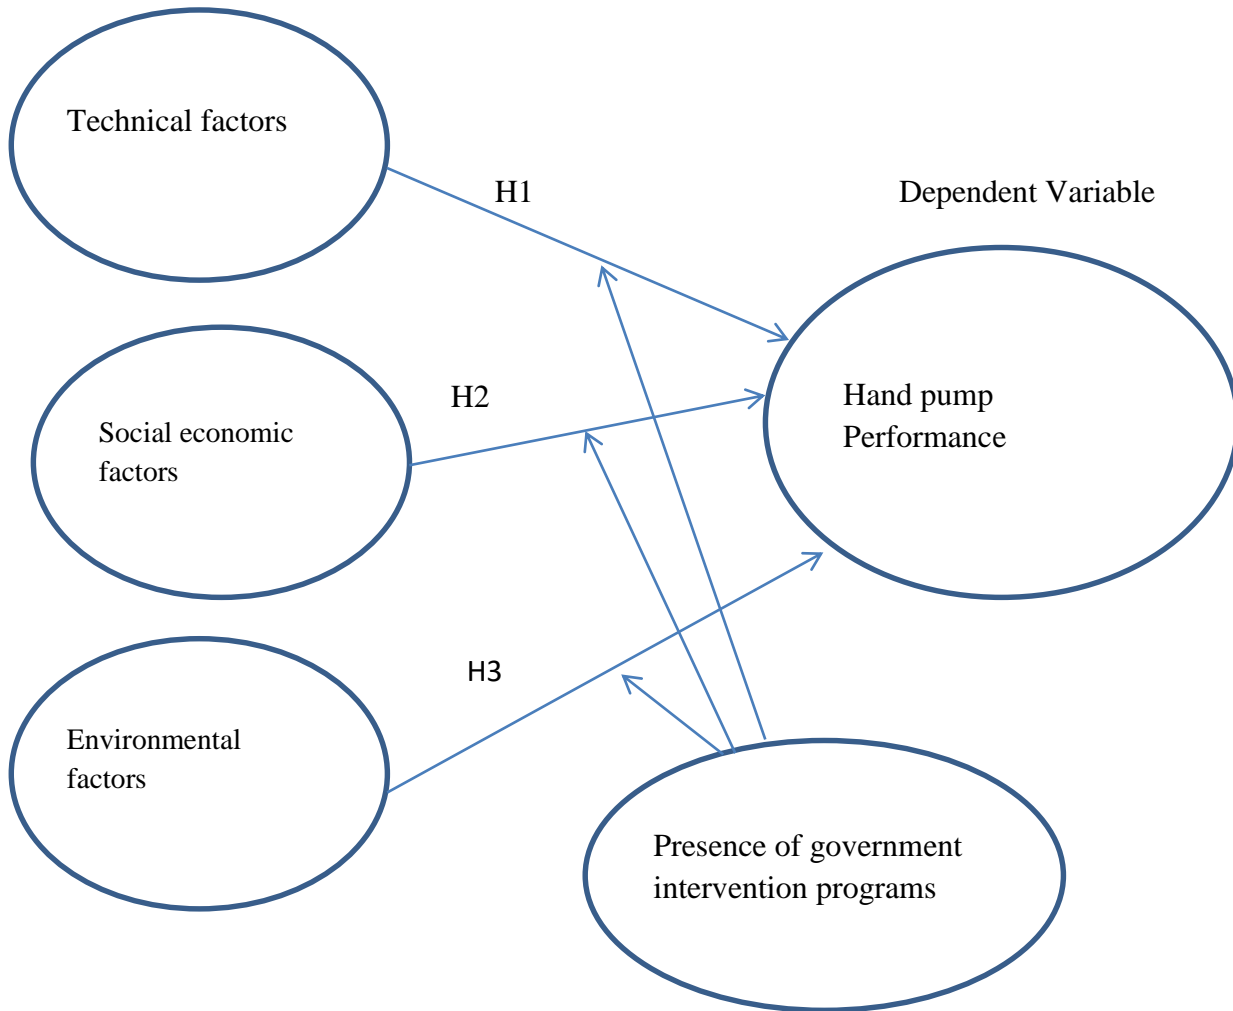 Technical factors
H1
Dependent Variable
H2
Hand pump
Performance
Social economic
factors
H3
Environmental
factors
Presence of government
intervention programs